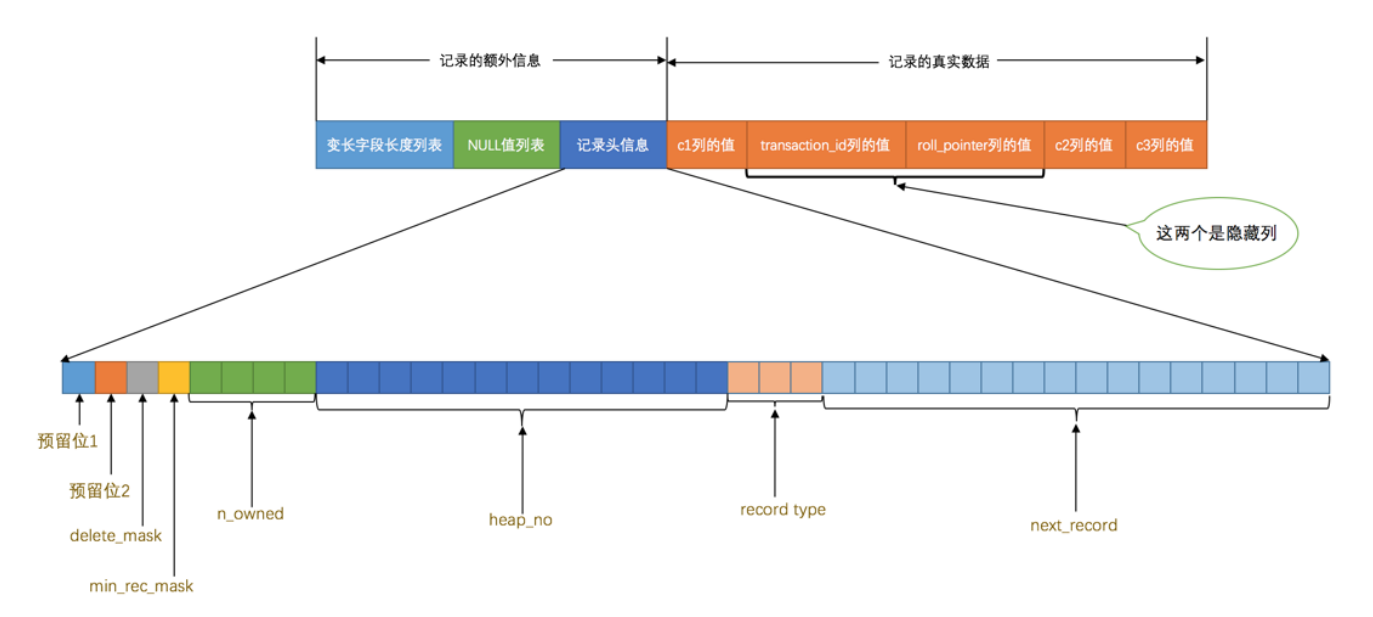 记录的额外信息
记录的真实数据
变长字段长度列表
NULL值列表
记录头信息
c1列的值
transaction_id列的值
roll_pointer列的值
c2列的值
c3列的值
这两个是隐藏列
预留位1
预留位2
delete_mask
min_rec_mask
n_owned
heap_no
record type
next_record